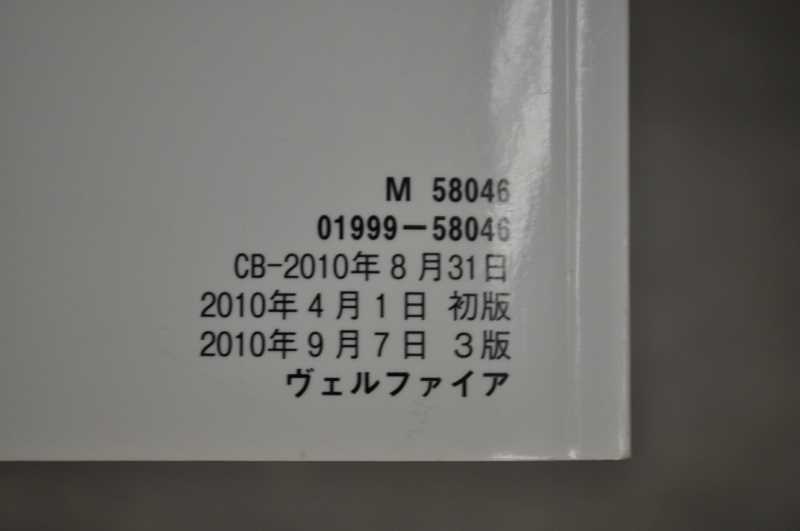 M 58046
01999-58046
CB-2010年8月31日
2010年4月1日 初版
2010年9月7日 3版
ヴェルファイア